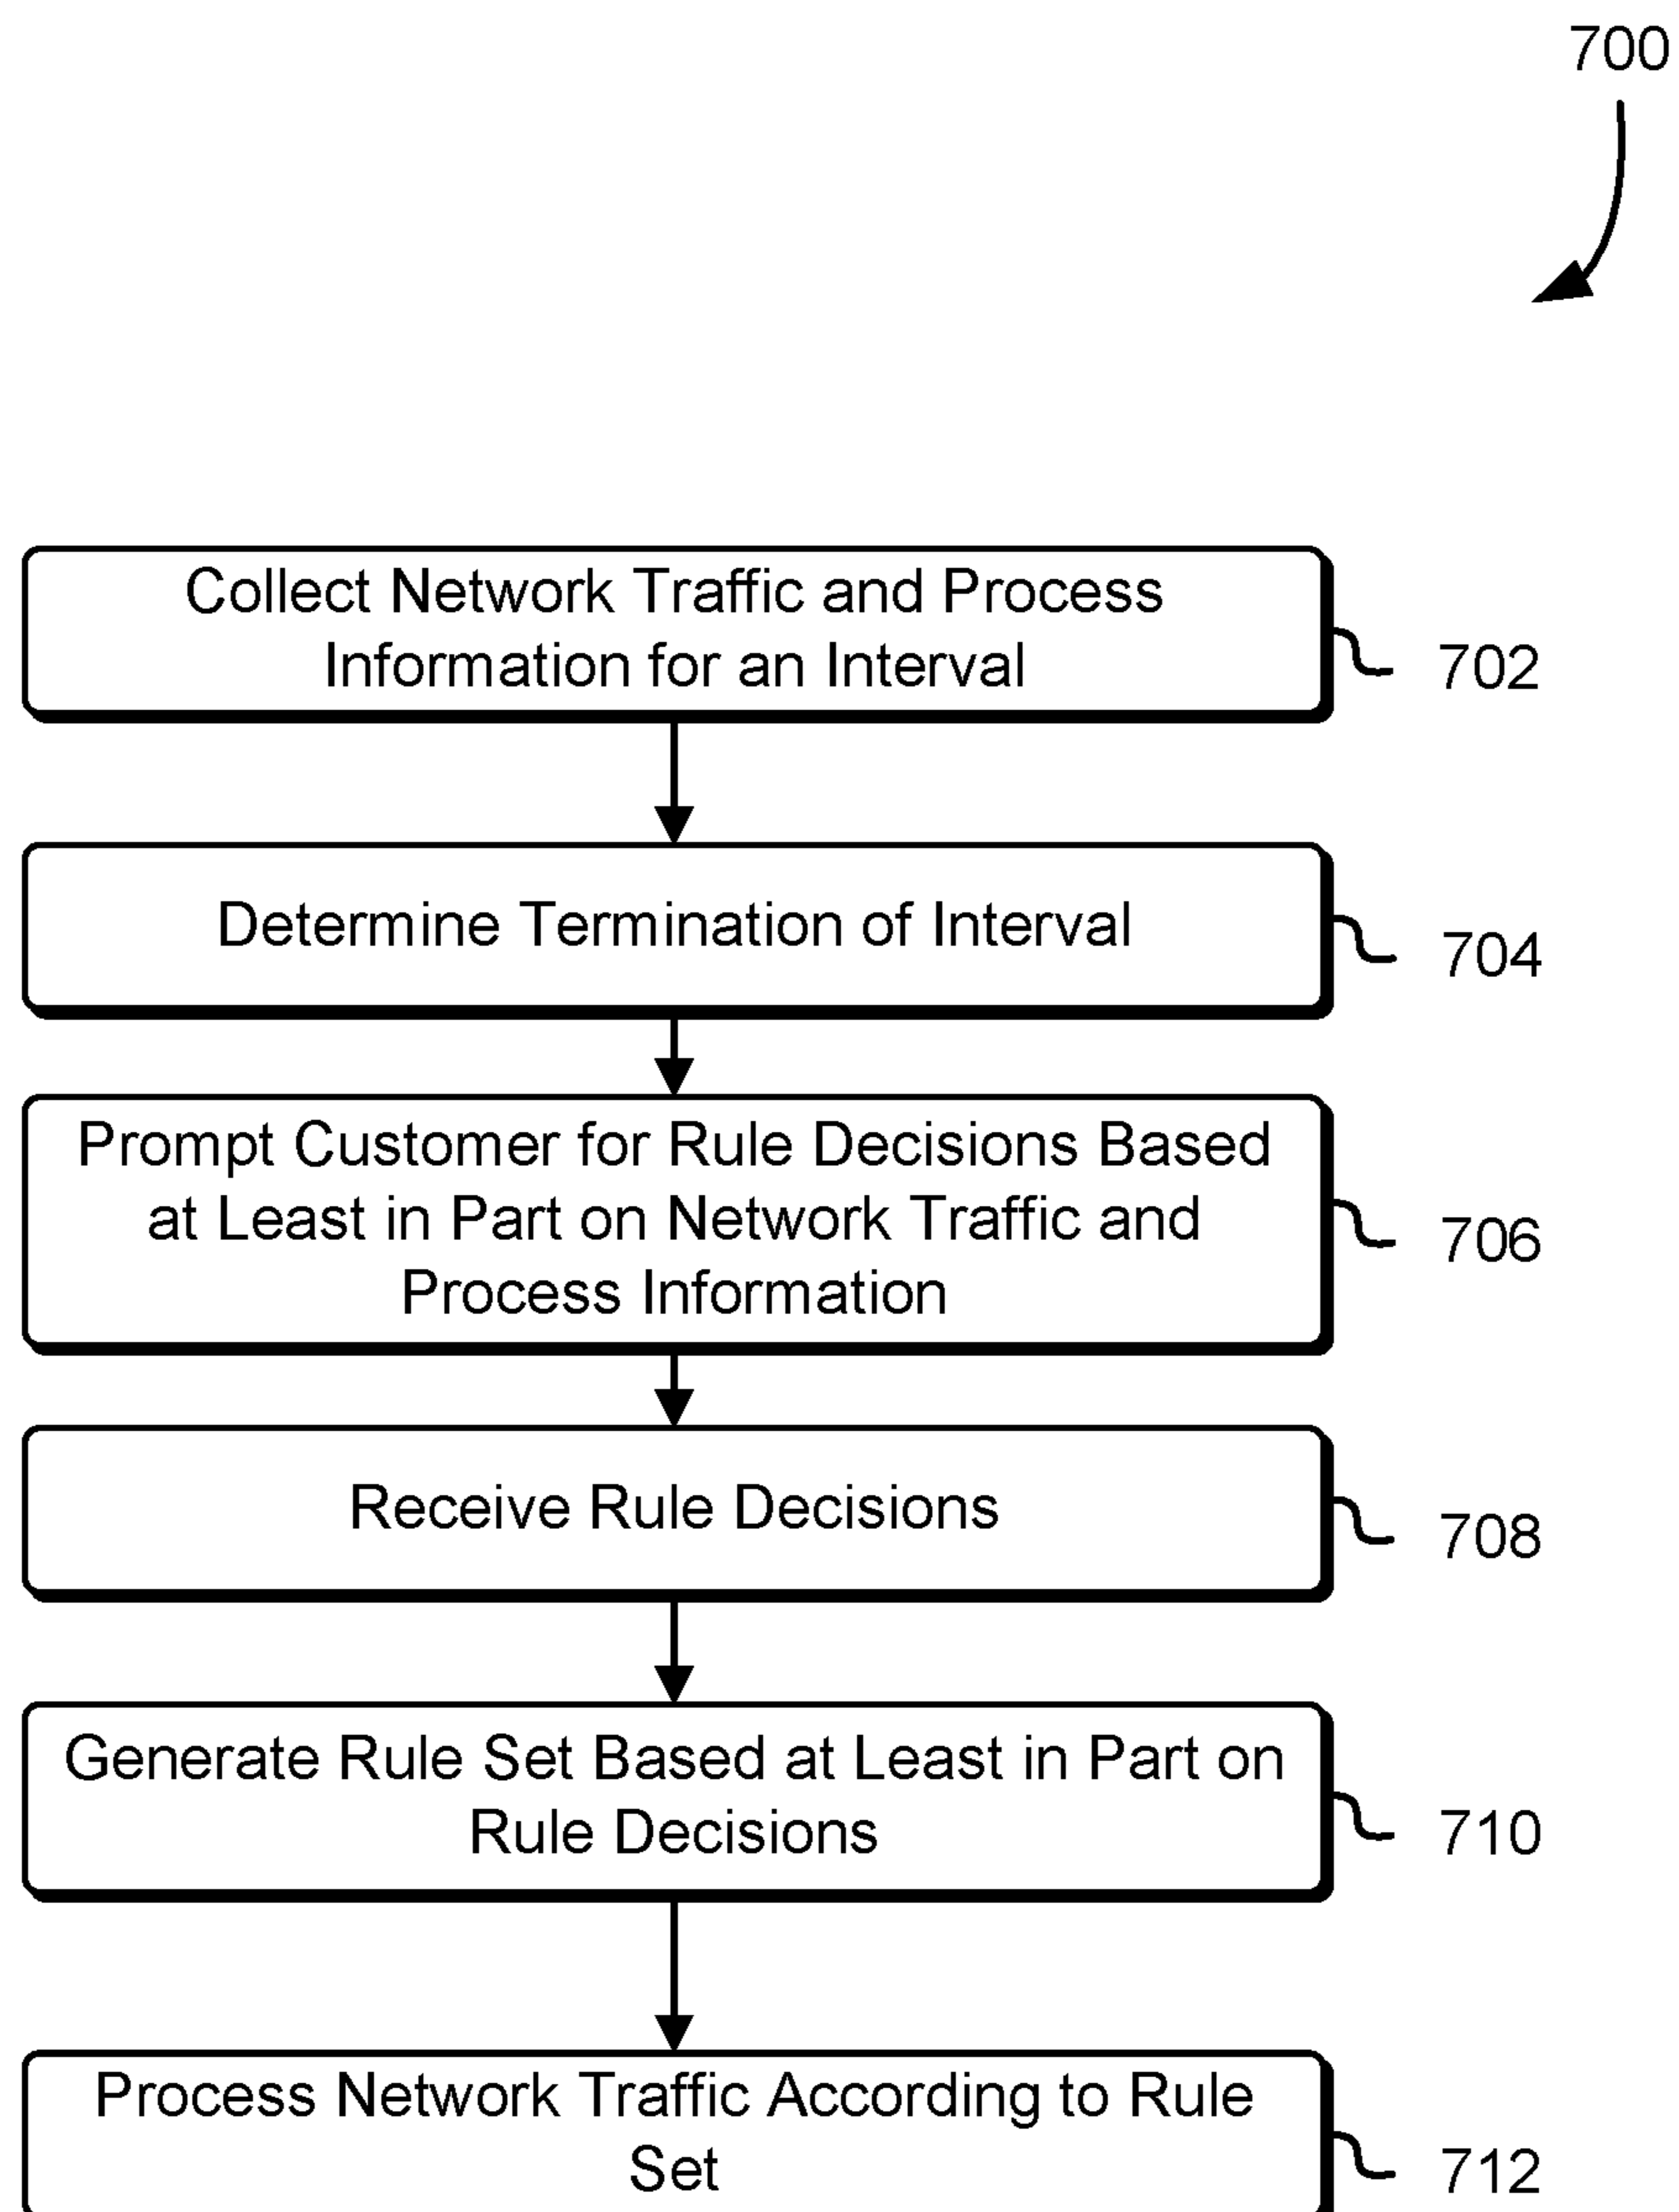 700
Collect Network Traffic and Process
Information for an Interval
702
Determine Termination of Interval
704
Prompt Customer for Rule Decisions Based
at Least in Part on Network Traffic and
Process Information
706
Receive Rule Decisions
708
Generate Rule Set Based at Least in Part on
Rule Decisions
710
Process Network Traffic According to Rule
Set
712